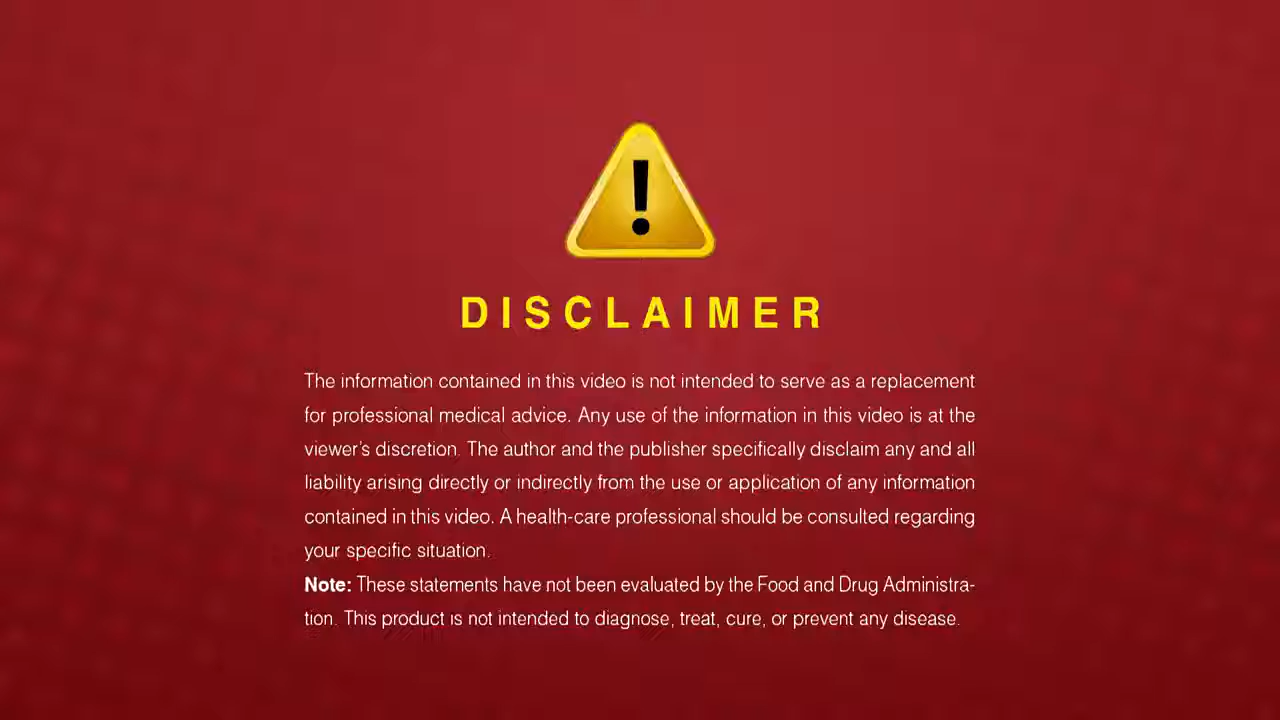 DISCLAIMER
The information contained in this video is not intended to serve as a replacement
for professional medical advice. Any use of the information in this video is at the
viewer's discretion. The author and the publisher specifically disclaim any and all
liability arising directly or indirectly from the use or application of any information
contained in this video. A health-care professional should be consulted regarding
your specific situation.
Note: These statements have not been evaluated by the Food and Drug Administra-
tion. This product is not intended to diagnose, treat, cure, or prevent any disease.